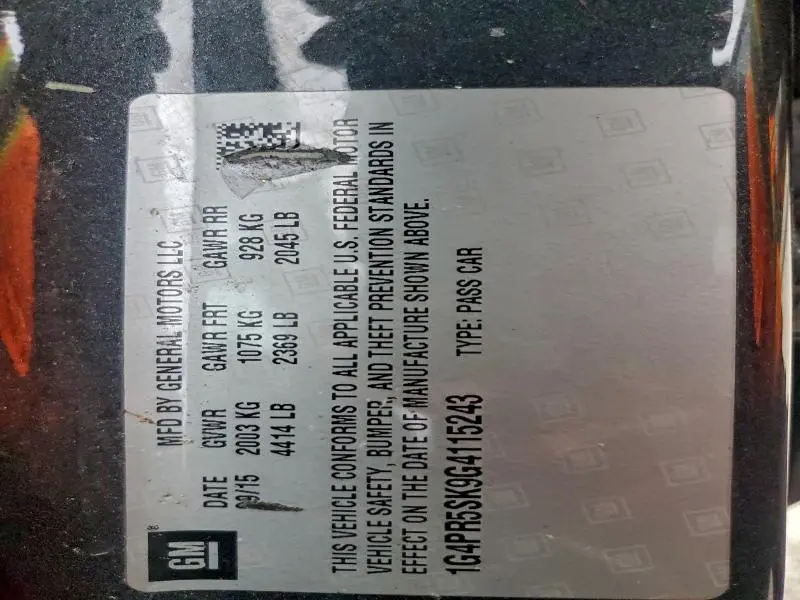 GM ®
MFD BY GENERAL MOTORS LLC
DATE GVWR GAWR FRT GAWR RR
09/15 2003 KG 1075 KG 928 KG
4414 LB 2369 LB 2045 LB
THIS VEHICLE CONFORMS TO ALL APPLICABLE U.S. FEDERAL MOTOR
VEHICLE SAFETY, BUMPER, AND THEFT PREVENTION STANDARDS IN
EFFECT ON THE DATE OF MANUFACTURE SHOWN ABOVE.
1G4PR5SK9G4115243 TYPE: PASS CAR